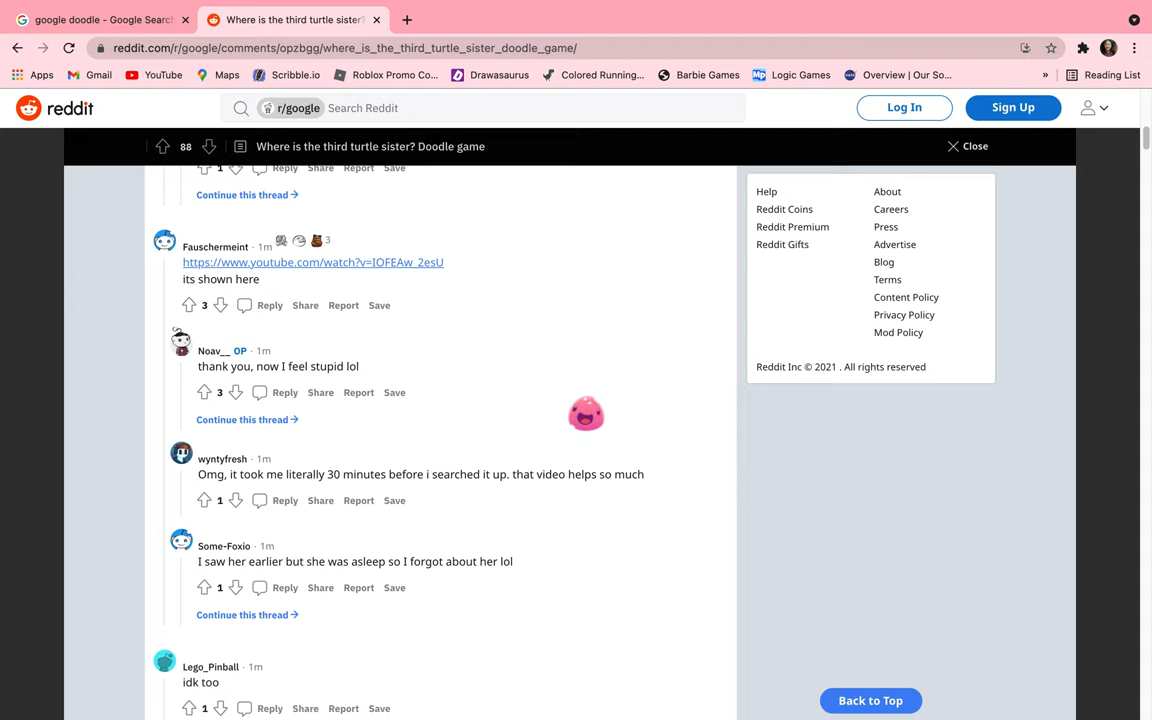 google doodle - Google Search
Where is the third turtle sister?
reddit.com/r/google/comments/opzbgg/where_is_the_third_turtle_sister_doodle_game/
Apps Gmail YouTube Maps Scribble.io Roblox Promo Co... Drawasaurus Colored Running... Barbie Games Logic Games Overview | Our So... » Reading List
reddit r/google Search Reddit Log In Sign Up
88 Where is the third turtle sister? Doodle game Close
1 Reply Share Report Save
Continue this thread
Fauschermeint · 1m 3
https://www.youtube.com/watch?v=IOFEAw_2esU
its shown here
3 Reply Share Report Save
Noav__ OP · 1m
thank you, now I feel stupid lol
3 Reply Share Report Save
Continue this thread
wyntyfresh · 1m
Omg, it took me literally 30 minutes before i searched it up. that video helps so much
1 Reply Share Report Save
Some-Foxio · 1m
I saw her earlier but she was asleep so I forgot about her lol
1 Reply Share Report Save
Continue this thread
Lego_Pinball · 1m
idk too
1 Reply Share Report Save
Help About
Reddit Coins Careers
Reddit Premium Press
Reddit Gifts Advertise
Blog
Terms
Content Policy
Privacy Policy
Mod Policy
Reddit Inc © 2021 . All rights reserved
Back to Top